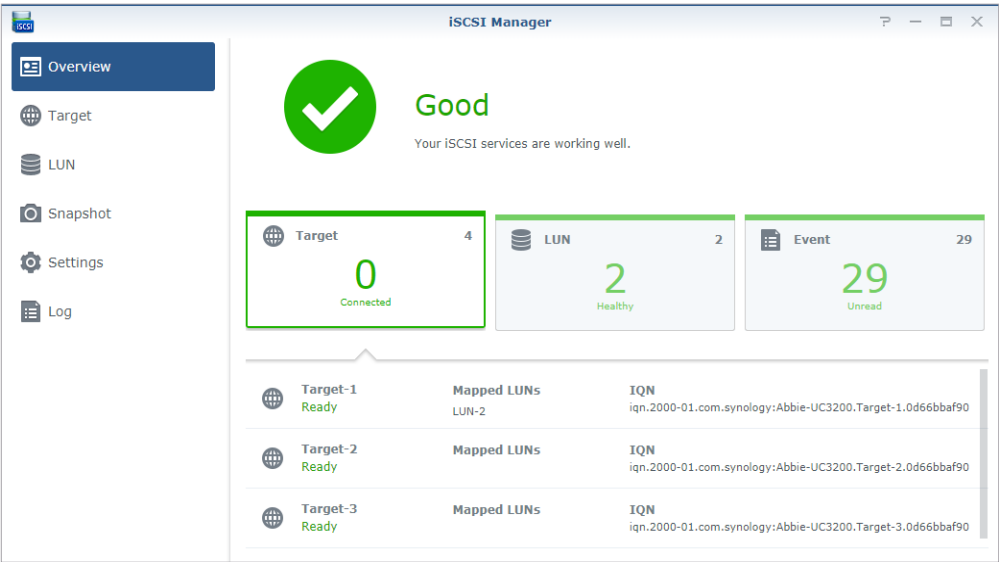 iSCSI
iSCSI Manager
?
Overview
Target
LUN
Snapshot
Settings
Log
Good
Your iSCSI services are working well.
Target 4
0
Connected
LUN 2
2
Healthy
Event 29
29
Unread
Target-1 Mapped LUNs IQN
Ready LUN-2 iqn.2000-01.com.synology:Abbie-UC3200.Target-1.0d66bbaf90
Target-2 Mapped LUNs IQN
Ready iqn.2000-01.com.synology:Abbie-UC3200.Target-2.0d66bbaf90
Target-3 Mapped LUNs IQN
Ready iqn.2000-01.com.synology:Abbie-UC3200.Target-3.0d66bbaf90